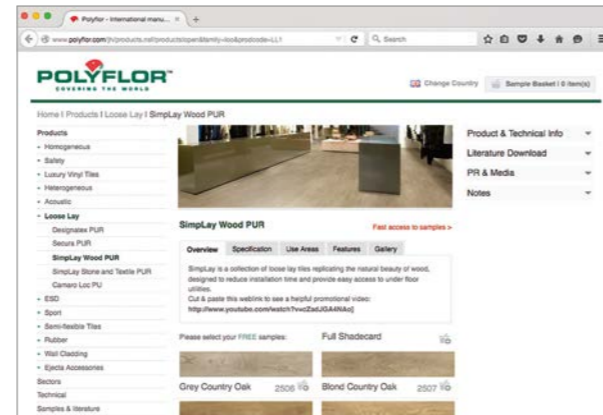 Polyflor - International manu...
www.polyflor.com
Search
POLYFLOR™
COVERING THE WORLD
Change Country
Sample Basket | 0 item(s)
Home | Products | Loose Lay | SimpLay Wood PUR
Products
Homogeneous
Safety
Luxury Vinyl Tiles
Heterogeneous
Acoustic
Loose Lay
Designatex PUR
Secura PUR
SimpLay Wood PUR
SimpLay Stone and Textile PUR
Camaro Loc PU
ESD
Sport
Semi-flexible Tiles
Rubber
Wall Cladding
Ejecta Accessories
Sectors
Technical
Samples & literature
Product & Technical Info
Literature Download
PR & Media
Notes
SimpLay Wood PUR
Fast access to samples >
Overview Specification Use Areas Features Gallery
SimpLay is a collection of loose lay tiles replicating the natural beauty of wood,
designed to reduce installation time and provide easy access to under floor
utilities.
Cut & paste this weblink to see a helpful promotional video:
Please select your FREE samples:
Full Shadecard
Grey Country Oak 2506
Blond Country Oak 2507